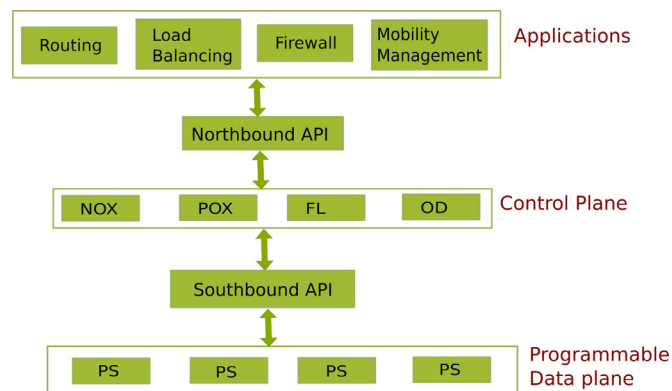 Routing
Load
Balancing
Firewall
Mobility
Management
Applications
Northbound API
NOX
POX
FL
OD
Control Plane
Southbound API
PS
PS
PS
PS
Programmable
Data plane